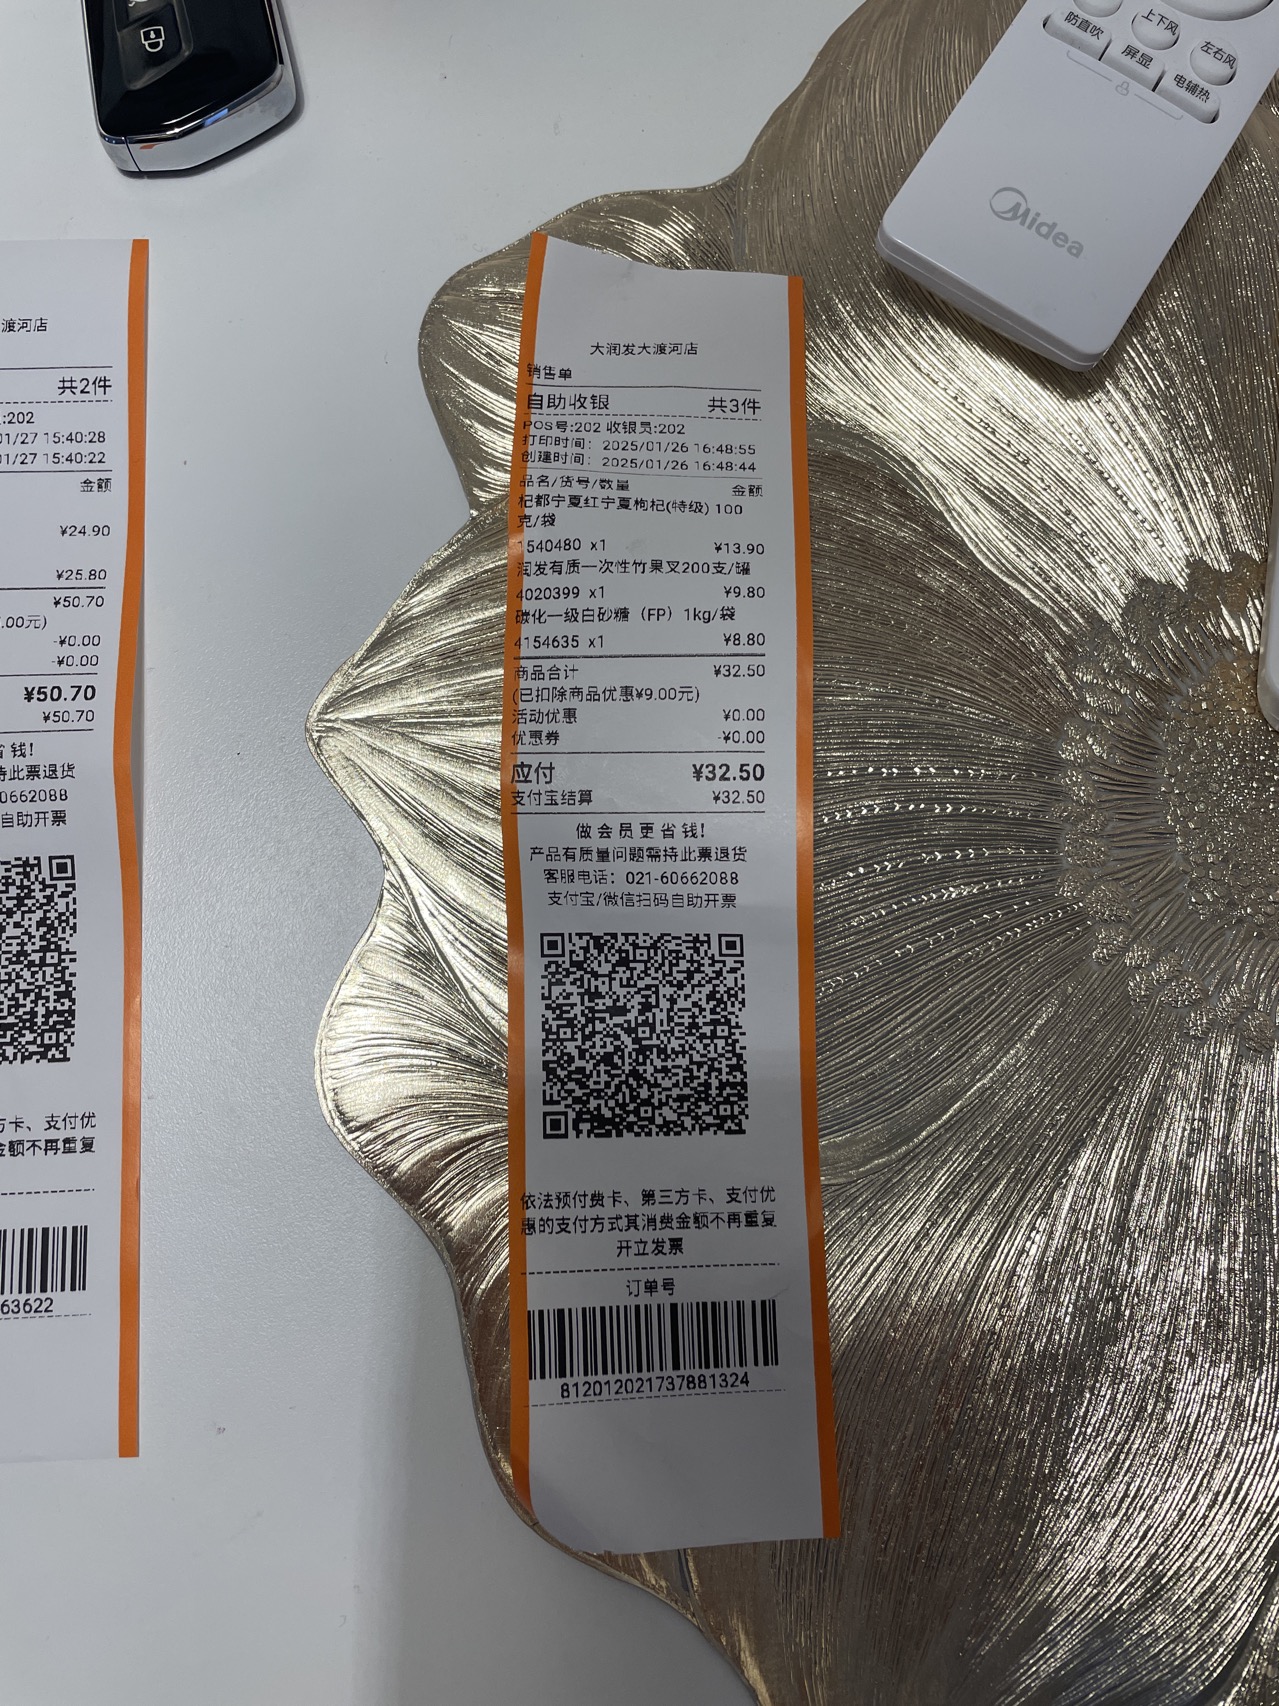 防直吹
上下风
左右风
屏显
电辅热
Midea
渡河店
共2件
:202
01/27 15:40:28
01/27 15:40:22
金额
¥24.90
¥25.80
¥50.70
.00元)
-¥0.00
-¥0.00
¥50.70
¥50.70
省钱!
持此票退货
0662088
自助开票
方卡、支付优
金额不再重复
63622
大润发大渡河店
销售单
自助收银 共3件
POS号:202 收银员:202
打印时间: 2025/01/26 16:48:55
创建时间: 2025/01/26 16:48:44
品名/货号/数量 金额
杞都宁夏红宁夏枸杞(特级) 100
克/袋
1540480 x1 ¥13.90
润发有质一次性竹果叉200支/罐
4020399 x1 ¥9.80
碳化一级白砂糖（FP）1kg/袋
4154635 x1 ¥8.80
商品合计 ¥32.50
(已扣除商品优惠¥9.00元)
活动优惠 ¥0.00
优惠券 -¥0.00
应付 ¥32.50
支付宝结算 ¥32.50
做会员更省钱!
产品有质量问题需持此票退货
客服电话: 021-60662088
支付宝/微信扫码自助开票
依法预付费卡、第三方卡、支付优
惠的支付方式其消费金额不再重复
开立发票
订单号
812012021737881324